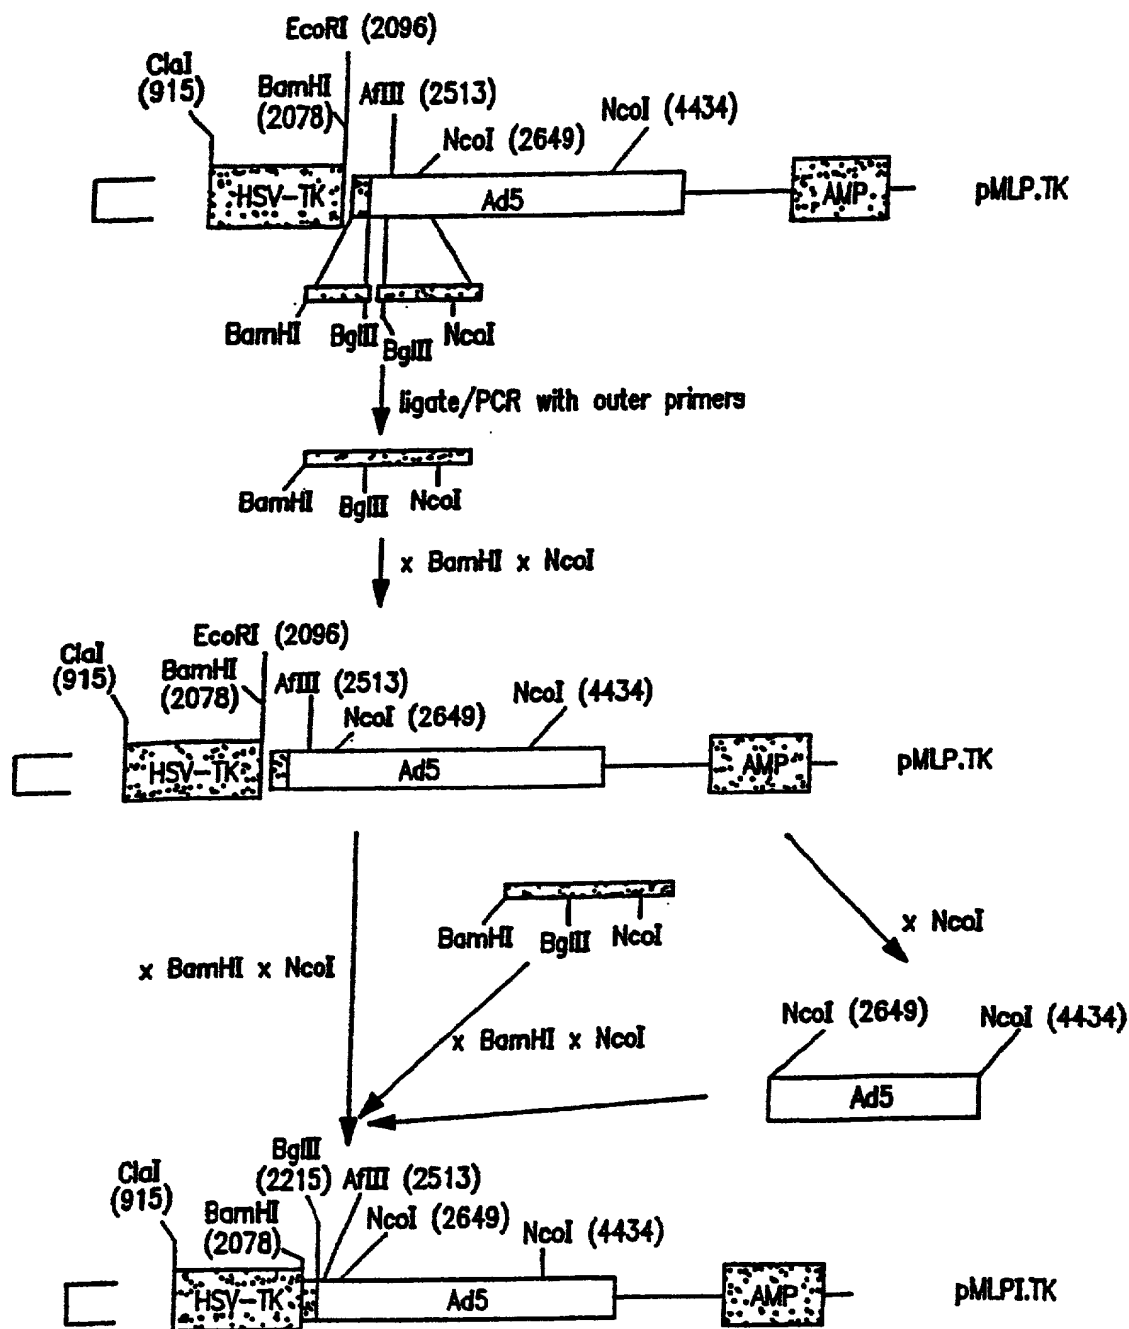 EcoRI (2096)
ClaI
(915)
BamHI
(2078)
AflII (2513)
NcoI (2649)
NcoI (4434)
HSV-TK
Ad5
AMP
pMLP.TK
BamHI
BglII
BglII
NcoI
ligate/PCR with outer primers
BamHI
BglII
NcoI
x BamHI x NcoI
EcoRI (2096)
ClaI
(915)
BamHI
(2078)
AflII (2513)
NcoI (2649)
NcoI (4434)
HSV-TK
Ad5
AMP
pMLP.TK
BamHI
BglII
NcoI
x NcoI
x BamHI x NcoI
x BamHI x NcoI
NcoI (2649)
NcoI (4434)
Ad5
BglII
(2215)
AflII (2513)
ClaI
(915)
BamHI
(2078)
NcoI (2649)
NcoI (4434)
HSV-TK
Ad5
AMP
pMLPI.TK